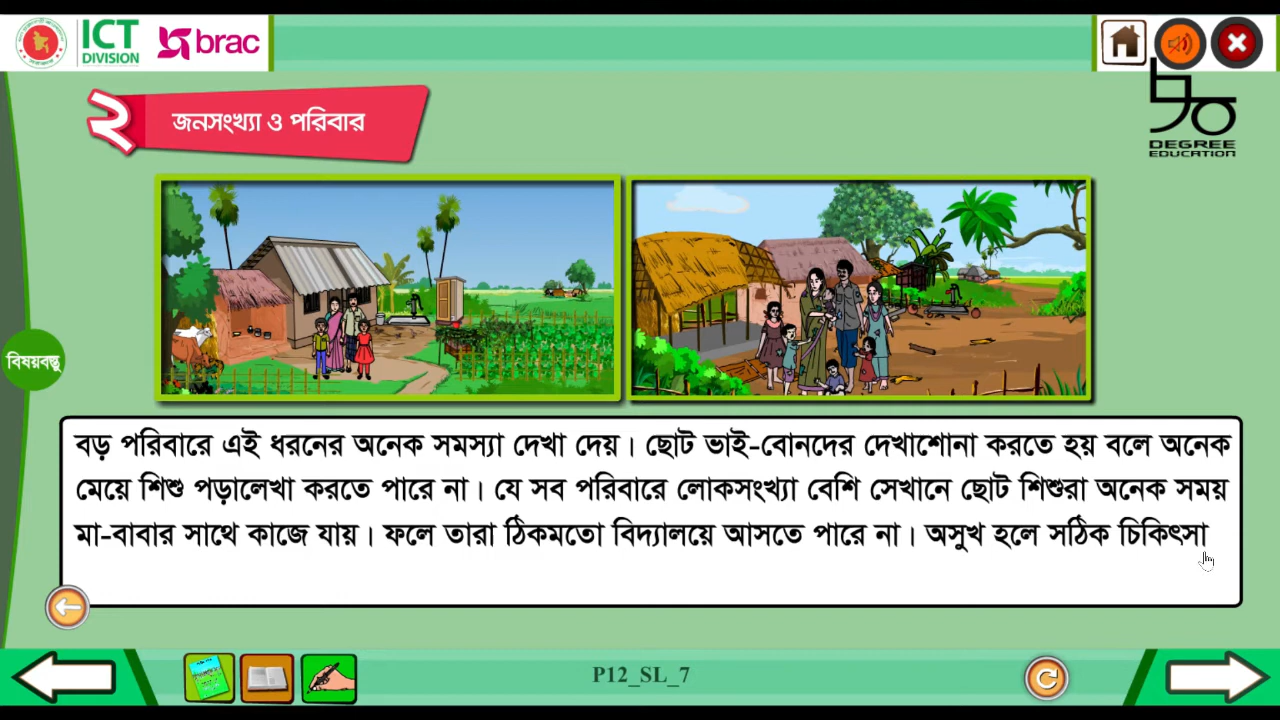 ICT
DIVISION
brac
DEGREE
EDUCATION
২
জনসংখ্যা ও পরিবার
বিষয়বস্তু
বড় পরিবারে এই ধরনের অনেক সমস্যা দেখা দেয়। ছোট ভাই-বোনদের দেখাশোনা করতে হয় বলে অনেক
মেয়ে শিশু পড়ালেখা করতে পারে না। যে সব পরিবারে লোকসংখ্যা বেশি সেখানে ছোট শিশুরা অনেক সময়
মা-বাবার সাথে কাজে যায়। ফলে তারা ঠিকমতো বিদ্যালয়ে আসতে পারে না। অসুখ হলে সঠিক চিকিৎসা
P12_SL_7